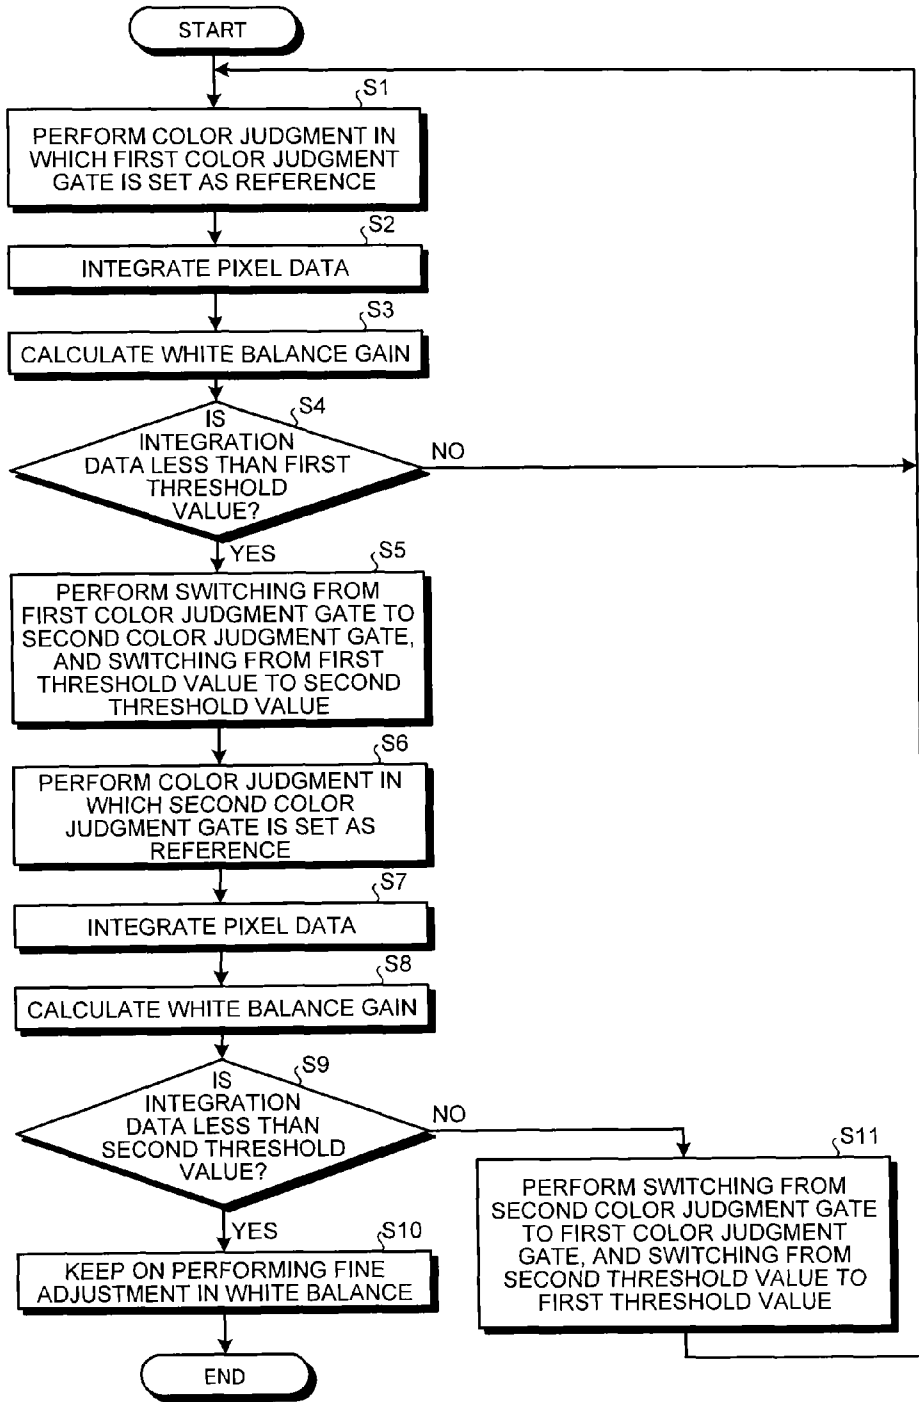 START
S1
PERFORM COLOR JUDGMENT IN
WHICH FIRST COLOR JUDGMENT
GATE IS SET AS REFERENCE
S2
INTEGRATE PIXEL DATA
S3
CALCULATE WHITE BALANCE GAIN
S4
IS
INTEGRATION
DATA LESS THAN FIRST
THRESHOLD
VALUE?
NO
YES
S5
PERFORM SWITCHING FROM
FIRST COLOR JUDGMENT GATE TO
SECOND COLOR JUDGMENT GATE,
AND SWITCHING FROM FIRST
THRESHOLD VALUE TO SECOND
THRESHOLD VALUE
S6
PERFORM COLOR JUDGMENT IN
WHICH SECOND COLOR
JUDGMENT GATE IS SET AS
REFERENCE
S7
INTEGRATE PIXEL DATA
S8
CALCULATE WHITE BALANCE GAIN
S9
IS
INTEGRATION
DATA LESS THAN
SECOND THRESHOLD
VALUE?
NO
YES
S10
KEEP ON PERFORMING FINE
ADJUSTMENT IN WHITE BALANCE
S11
PERFORM SWITCHING FROM
SECOND COLOR JUDGMENT GATE
TO FIRST COLOR JUDGMENT
GATE, AND SWITCHING FROM
SECOND THRESHOLD VALUE TO
FIRST THRESHOLD VALUE
END